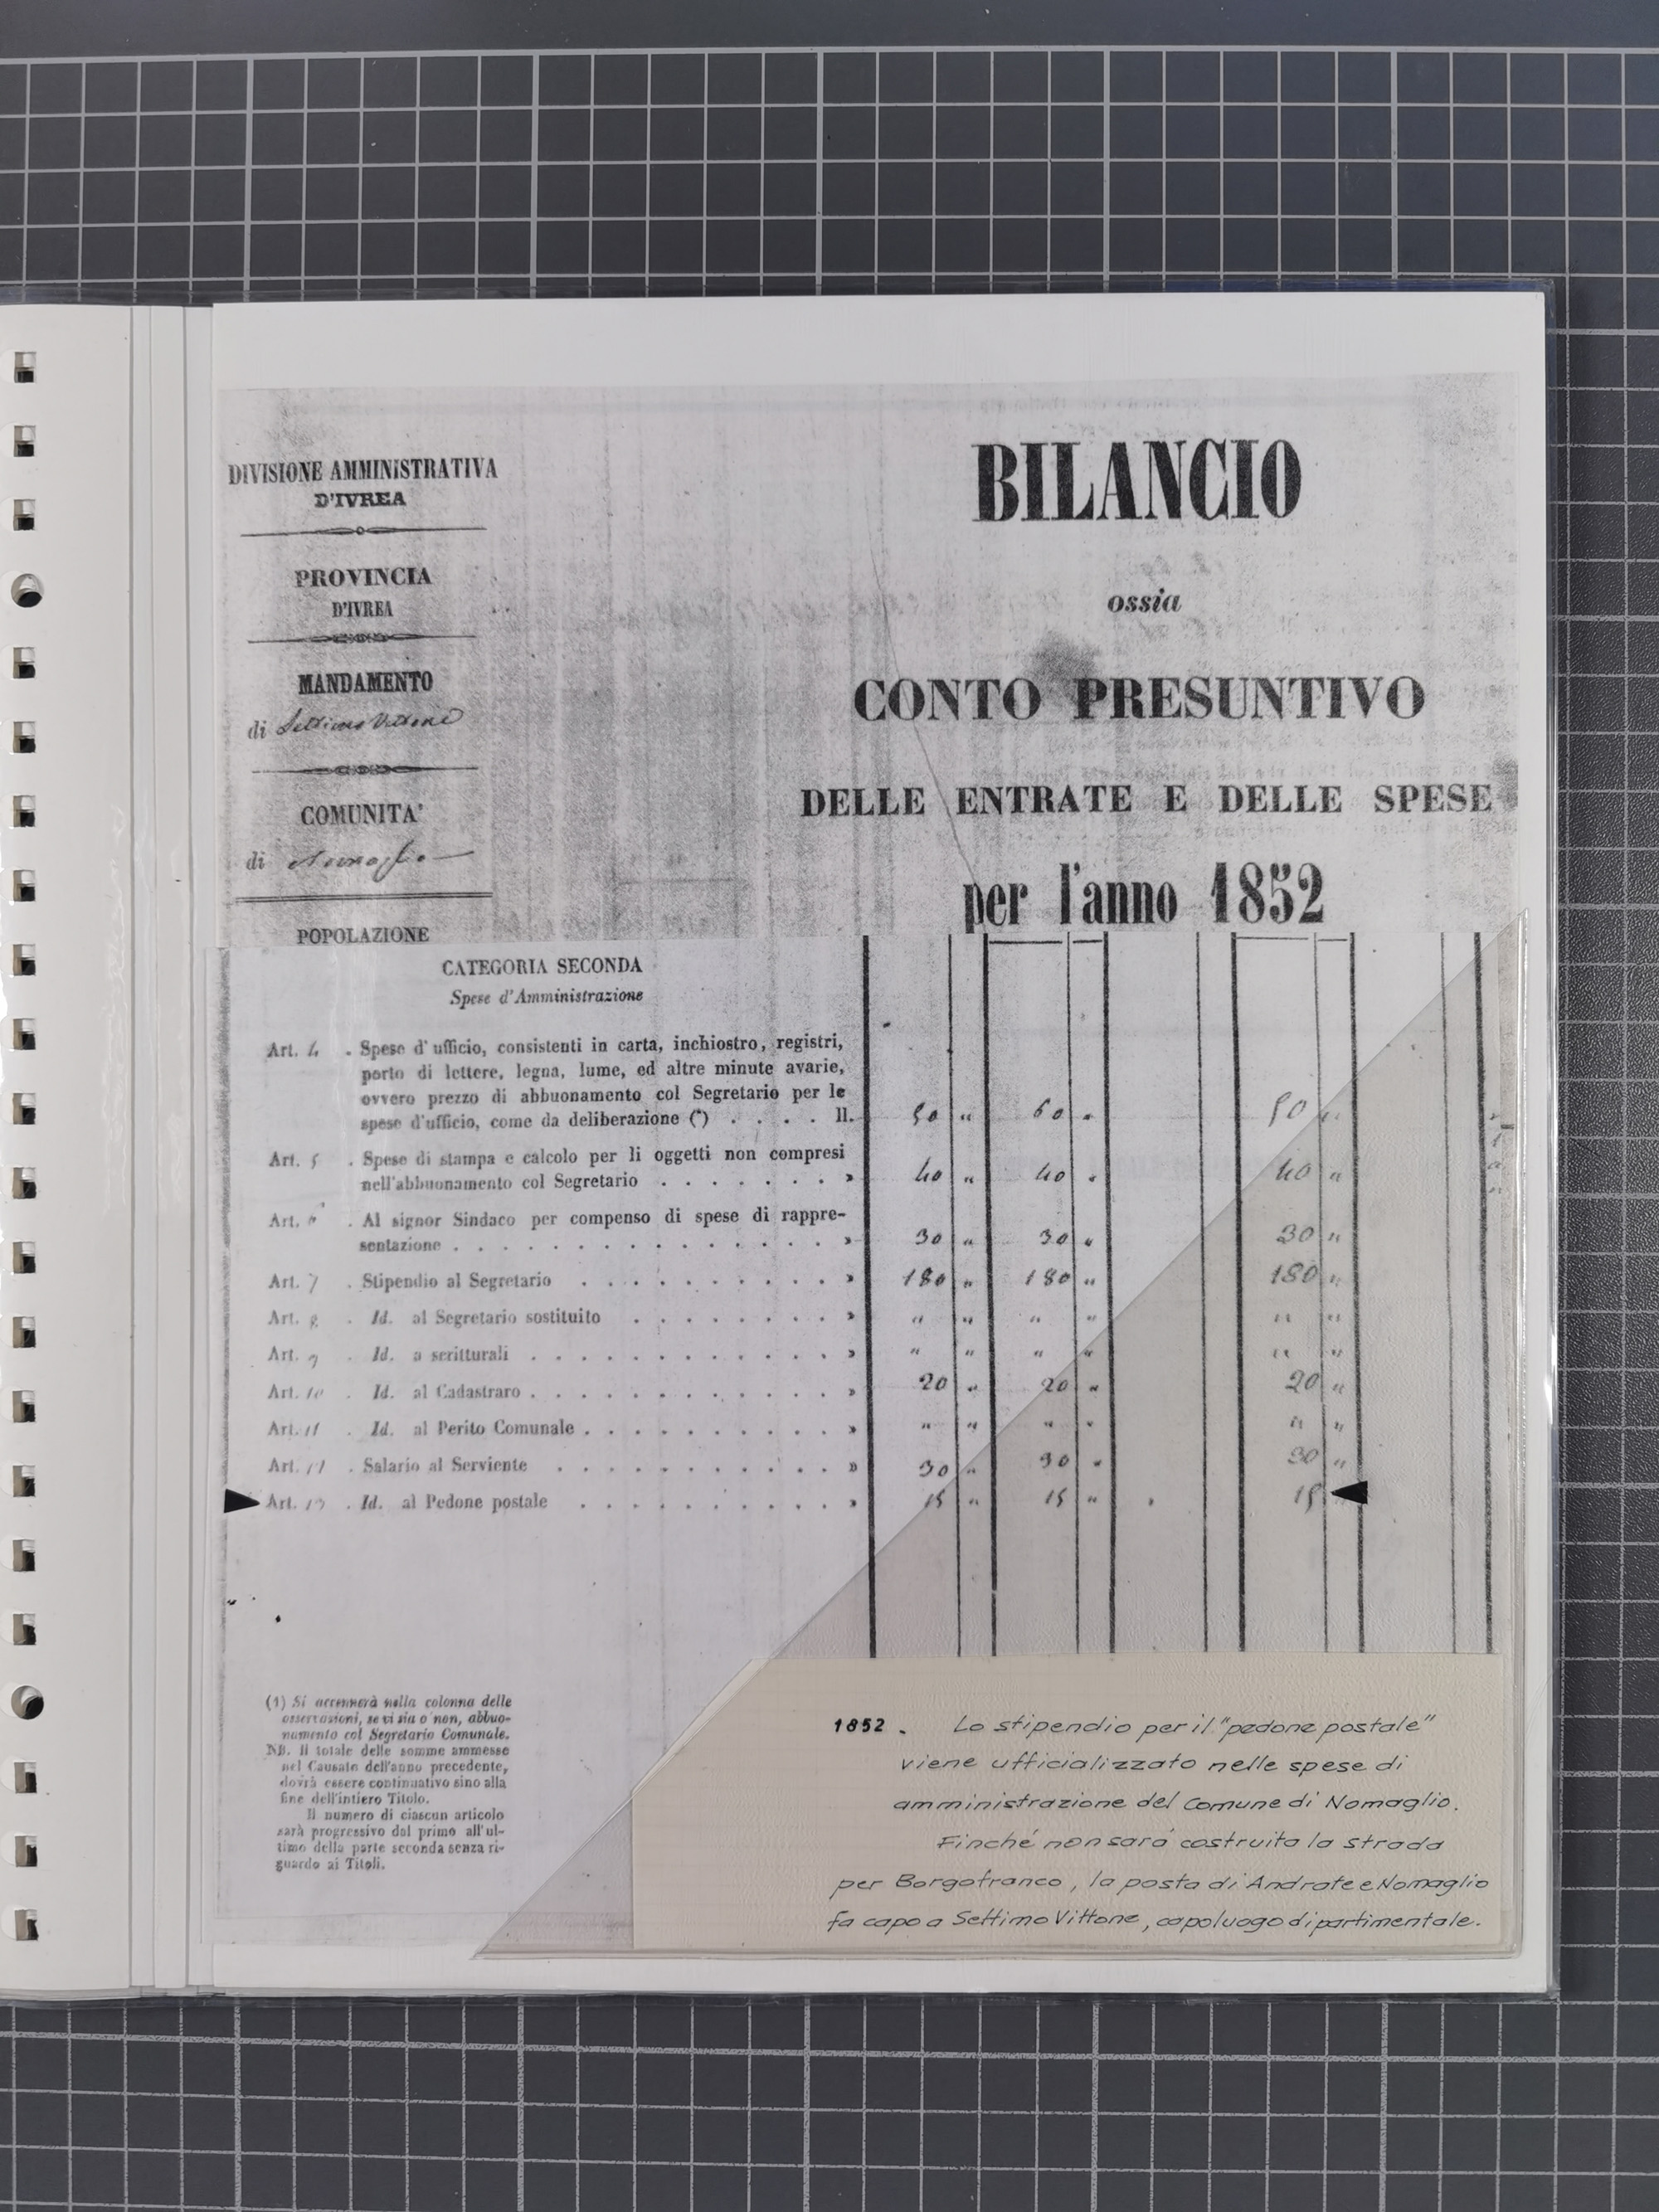 DIVISIONE AMMINISTRATIVA
D'IVREA
PROVINCIA
D'IVREA
MANDAMENTO
di Settimo Vittone
COMUNITA'
di Nomaglio
POPOLAZIONE
BILANCIO
ossia
CONTO PRESUNTIVO
DELLE ENTRATE E DELLE SPESE
per l'anno 1852
CATEGORIA SECONDA
Spese d'Amministrazione
Art. 4 . Spese d'ufficio, consistenti in carta, inchiostro, registri,
porto di lettere, legna, lume, ed altre minute avarie,
ovvero prezzo di abbuonamento col Segretario per le
spese d'ufficio, come da deliberazione (*) . . . . ll. 60 "
Art. 5 . Spese di stampa e calcolo per li oggetti non compresi
nell'abbuonamento col Segretario . . . . . . . . » 40 " 40 " 40 "
Art. . Al signor Sindaco per compenso di spese di rappre-
sentazione . . . . . . . . . . . . . . . . » 30 " 30 " 30 "
Art. 7 . Stipendio al Segretario . . . . . . . . . . . » 180 " 180 " 180 "
Art. 8 . Id. al Segretario sostituito . . . . . . . . . » " " " " " "
Art. 9 . Id. a scritturali . . . . . . . . . . . . . » " " " " " "
Art. 10 . Id. al Cadastraro . . . . . . . . . . . . » 20 " 20 " 20 "
Art. 11 . Id. al Perito Comunale . . . . . . . . . . » " " " " " "
Art. 12 . Salario al Serviente . . . . . . . . . . . » 30 " 30 " 30 "
Art. 13 . Id. al Pedone postale . . . . . . . . . . . » 15 " 15 " 15
(1) Si accennerà nella colonna delle
osservazioni, se vi sia o non, abbuo-
namento col Segretario Comunale.
NB. Il totale delle somme ammesse
nel Causato dell'anno precedente,
dovrà essere continuativo sino alla
fine dell'intiero Titolo.
Il numero di ciascun articolo
sarà progressivo dal primo all'ul-
timo della parte seconda senza ri-
guardo ai Titoli.
1852 . Lo stipendio per il "pedone postale"
viene ufficializzato nelle spese di
amministrazione del Comune di Nomaglio.
Finché non sarà costruita la strada
per Borgofranco, la posta di Andrate e Nomaglio
fa capo a Settimo Vittone, capoluogo dipartimentale.